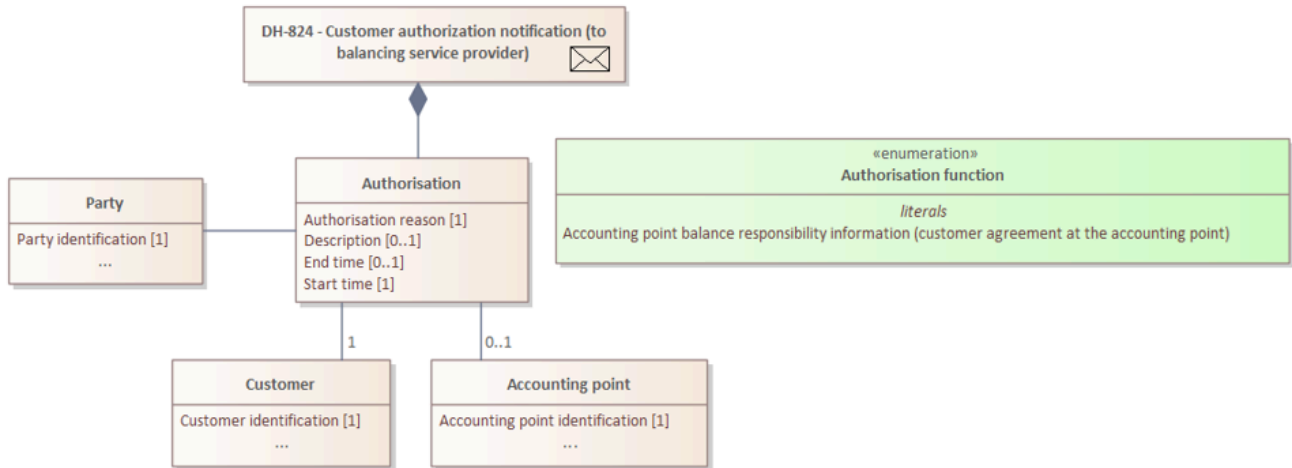 DH-824 - Customer authorization notification (to
balancing service provider)
«enumeration»
Authorisation function
literals
Accounting point balance responsibility information (customer agreement at the accounting point)
Authorisation
Authorisation reason [1]
Description [0..1]
End time [0..1]
Start time [1]
Party
Party identification [1]
...
1
0..1
Customer
Customer identification [1]
...
Accounting point
Accounting point identification [1]
...